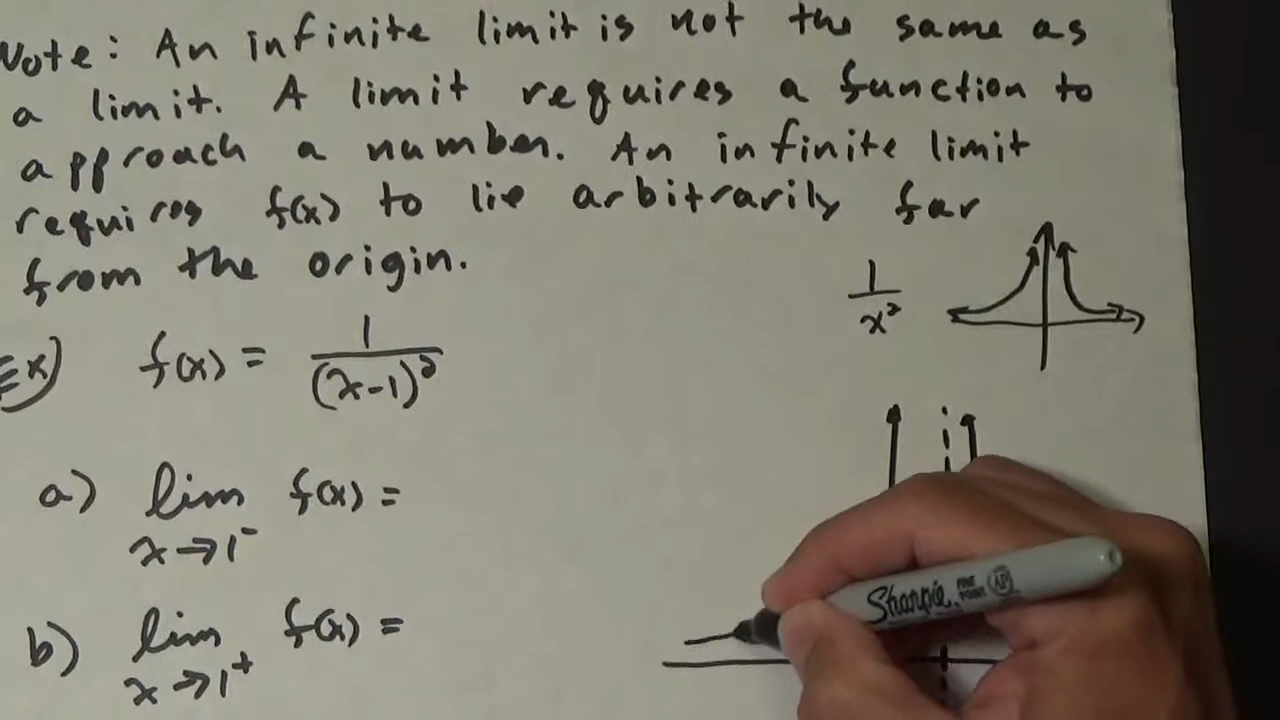 Note: An infinite limit is not the same as
a limit. A limit requires a function to
approach a number. An infinite limit
requires f(x) to lie arbitrarily far
from the origin.
1/x²
Ex) f(x) = 1/(x-1)²
a) lim x→1⁻ f(x) =
b) lim x→1⁺ f(x) =
Sharpie. FINE POINT AP